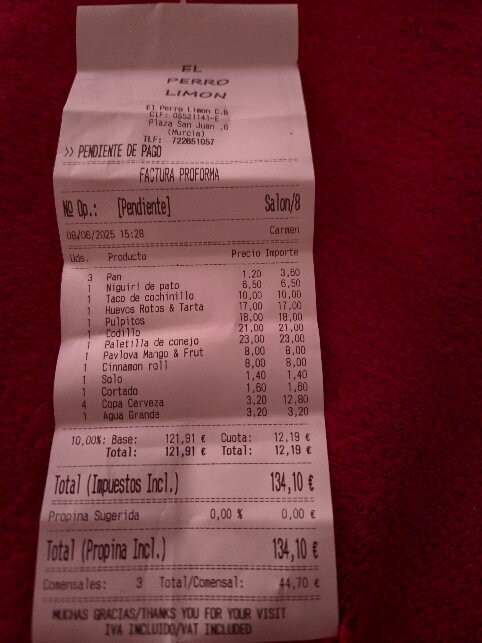 EL
PERRO
LIMON
El Perro Limon C.B
CIF: 05521141-E
Plaza San Juan ,6
(Murcia)
TLF: 722651057
>> PENDIENTE DE PAGO
FACTURA PROFORMA
Nº Op.: [Pendiente] Salon/8
08/06/2025 15:28 Carmen
Uds. Producto Precio Importe
3 Pan 1,20 3,60
1 Niguiri de pato 6,50 6,50
1 Taco de cochinillo 10,00 10,00
1 Huevos Rotos & Tarta 17,00 17,00
1 Pulpitos 18,00 18,00
1 Codillo 21,00 21,00
1 Paletilla de conejo 23,00 23,00
1 Pavlova Mango & Frut 8,00 8,00
1 Cinnamon roll 8,00 8,00
1 Solo 1,40 1,40
1 Cortado 1,60 1,60
4 Copa Cerveza 3,20 12,80
1 Agua Grande 3,20 3,20
10,00%: Base: 121,91 € Cuota: 12,19 €
Total: 121,91 € Total: 12,19 €
Total (Impuestos Incl.) 134,10 €
Propina Sugerida 0,00 % 0,00 €
Total (Propina Incl.) 134,10 €
Comensales: 3 Total/Comensal: 44,70 €
MUCHAS GRACIAS/THANKS YOU FOR YOUR VISIT
IVA INCLUIDO/VAT INCLUDED